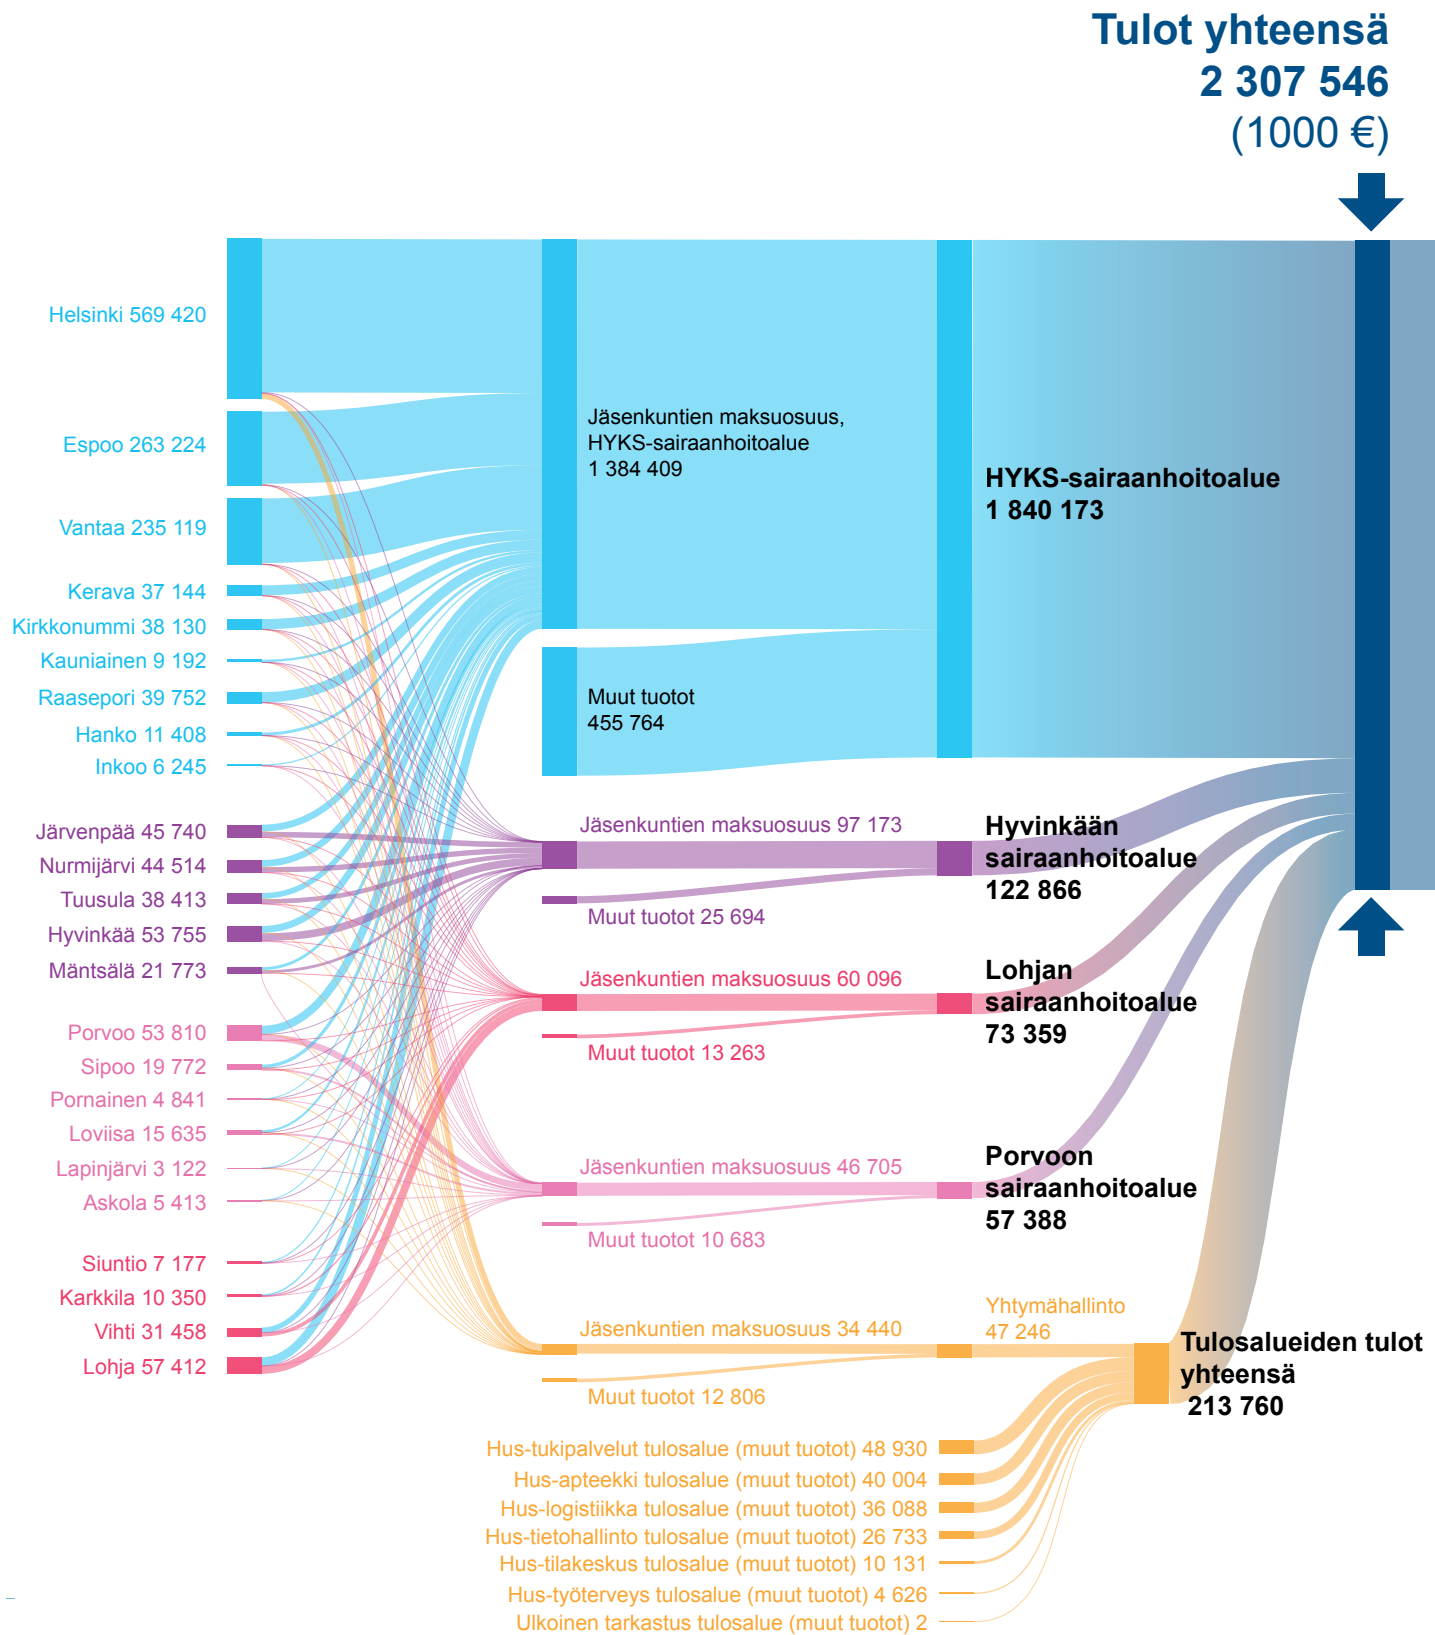 Tulot yhteensä
2 307 546
(1000 €)
Helsinki 569 420
Espoo 263 224
Vantaa 235 119
Kerava 37 144
Kirkkonummi 38 130
Kauniainen 9 192
Raasepori 39 752
Hanko 11 408
Inkoo 6 245
Järvenpää 45 740
Nurmijärvi 44 514
Tuusula 38 413
Hyvinkää 53 755
Mäntsälä 21 773
Porvoo 53 810
Sipoo 19 772
Pornainen 4 841
Loviisa 15 635
Lapinjärvi 3 122
Askola 5 413
Siuntio 7 177
Karkkila 10 350
Vihti 31 458
Lohja 57 412
Jäsenkuntien maksuosuus,
HYKS-sairaanhoitoalue
1 384 409
Muut tuotot
455 764
HYKS-sairaanhoitoalue
1 840 173
Jäsenkuntien maksuosuus 97 173
Muut tuotot 25 694
Hyvinkään
sairaanhoitoalue
122 866
Jäsenkuntien maksuosuus 60 096
Muut tuotot 13 263
Lohjan
sairaanhoitoalue
73 359
Jäsenkuntien maksuosuus 46 705
Muut tuotot 10 683
Porvoon
sairaanhoitoalue
57 388
Jäsenkuntien maksuosuus 34 440
Muut tuotot 12 806
Yhtymähallinto
47 246
Tulosalueiden tulot
yhteensä
213 760
Hus-tukipalvelut tulosalue (muut tuotot) 48 930
Hus-apteekki tulosalue (muut tuotot) 40 004
Hus-logistiikka tulosalue (muut tuotot) 36 088
Hus-tietohallinto tulosalue (muut tuotot) 26 733
Hus-tilakeskus tulosalue (muut tuotot) 10 131
Hus-työterveys tulosalue (muut tuotot) 4 626
Ulkoinen tarkastus tulosalue (muut tuotot) 2